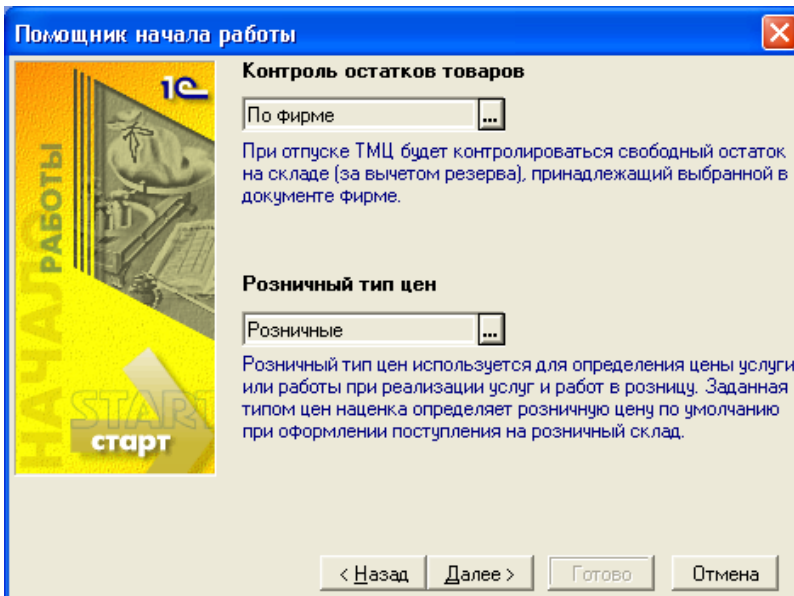 Помощник начала работы
1С
НАЧАЛО
РАБОТЫ
START
старт
Контроль остатков товаров
По фирме
...
При отпуске ТМЦ будет контролироваться свободный остаток
на складе (за вычетом резерва), принадлежащий выбранной в
документе фирме.
Розничный тип цен
Розничные
...
Розничный тип цен используется для определения цены услуги
или работы при реализации услуг и работ в розницу. Заданная
типом цен наценка определяет розничную цену по умолчанию
при оформлении поступления на розничный склад.
< Назад
Далее >
Готово
Отмена